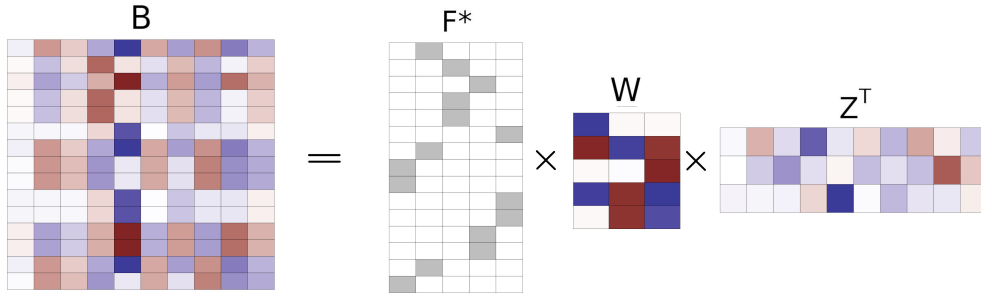 B = F* × W × Z^T